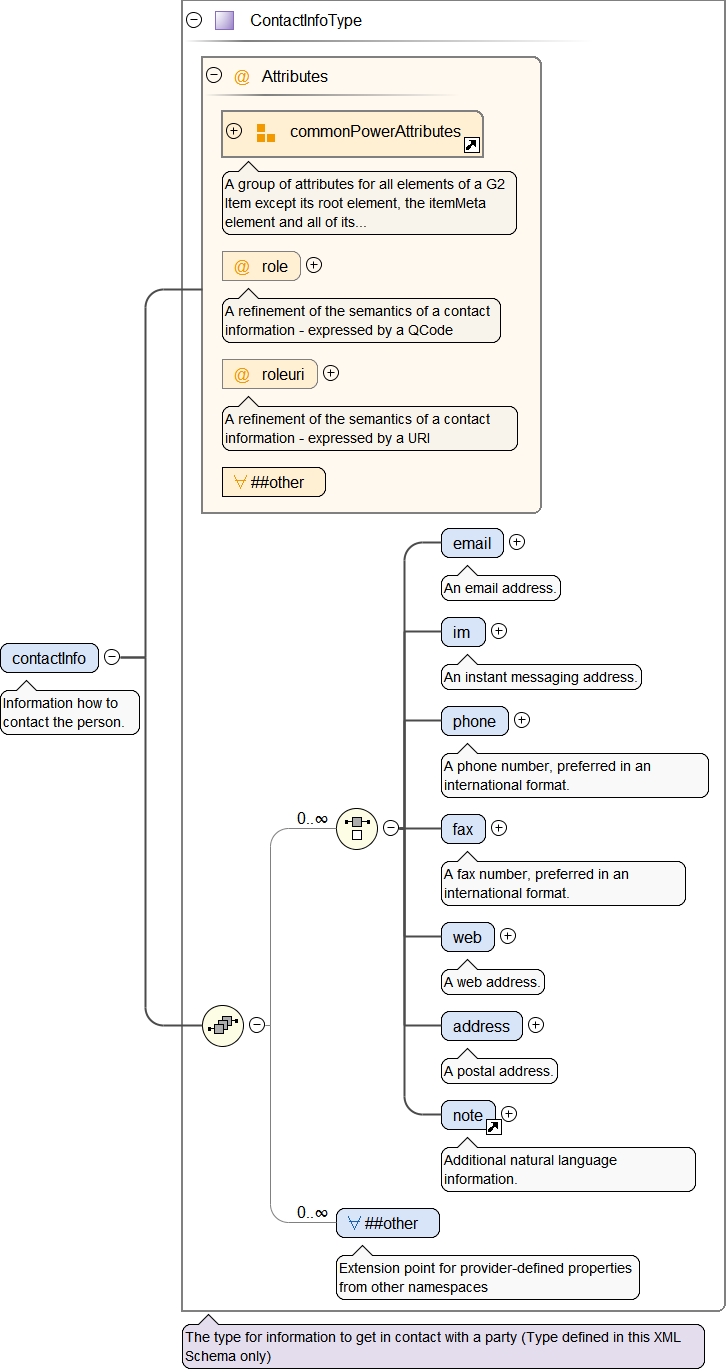 ContactInfoType
@ Attributes
commonPowerAttributes
A group of attributes for all elements of a G2
Item except its root element, the itemMeta
element and all of its...
@ role
A refinement of the semantics of a contact
information - expressed by a QCode
@ roleuri
A refinement of the semantics of a contact
information - expressed by a URI
##other
email
An email address.
im
An instant messaging address.
contactInfo
Information how to
contact the person.
phone
A phone number, preferred in an
international format.
0..∞
fax
A fax number, preferred in an
international format.
web
A web address.
address
A postal address.
note
Additional natural language
information.
0..∞
##other
Extension point for provider-defined properties
from other namespaces
The type for information to get in contact with a party (Type defined in this XML
Schema only)